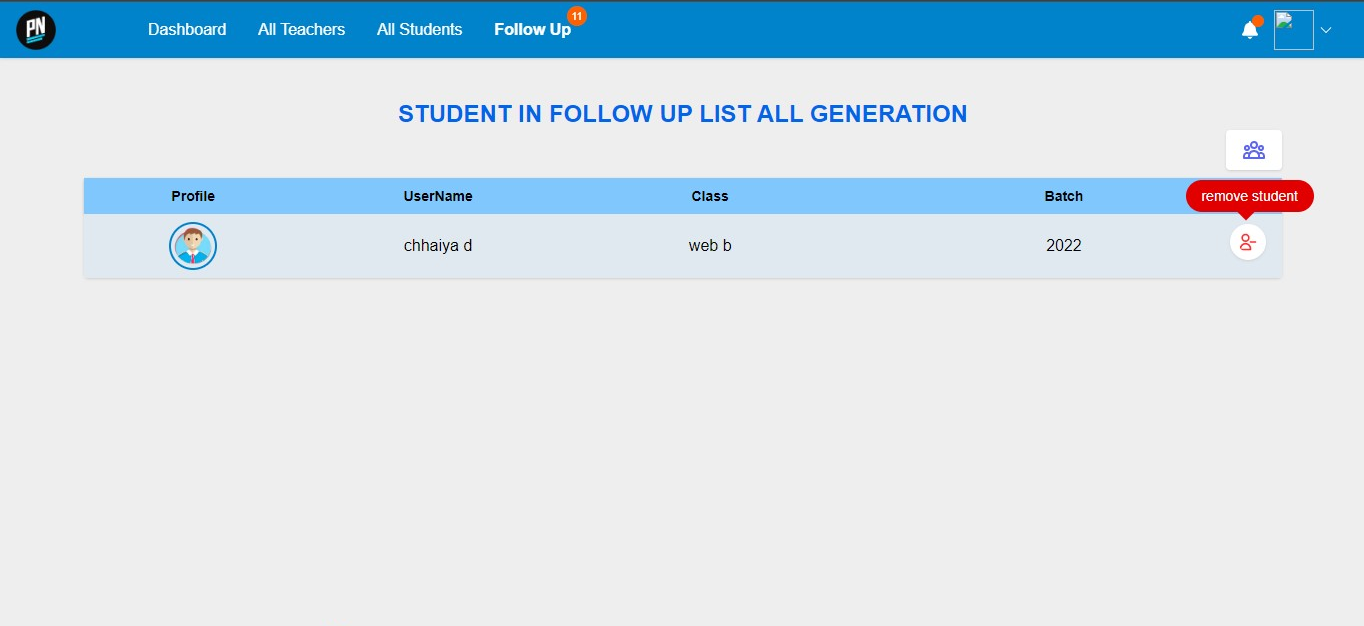 PN
Dashboard All Teachers All Students Follow Up 11
STUDENT IN FOLLOW UP LIST ALL GENERATION
Profile UserName Class Batch remove student
chhaiya d web b 2022